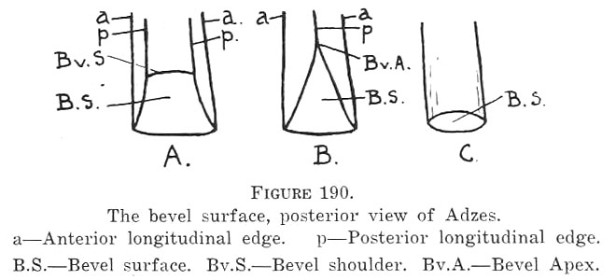 a a. a a
p p. p
Bv.S Bv.A.
B.S. B.S. B.S.
A. B. C.
FIGURE 190.
The bevel surface, posterior view of Adzes.
a—Anterior longitudinal edge. p—Posterior longitudinal edge.
B.S.—Bevel surface. Bv.S.—Bevel shoulder. Bv.A.—Bevel Apex.